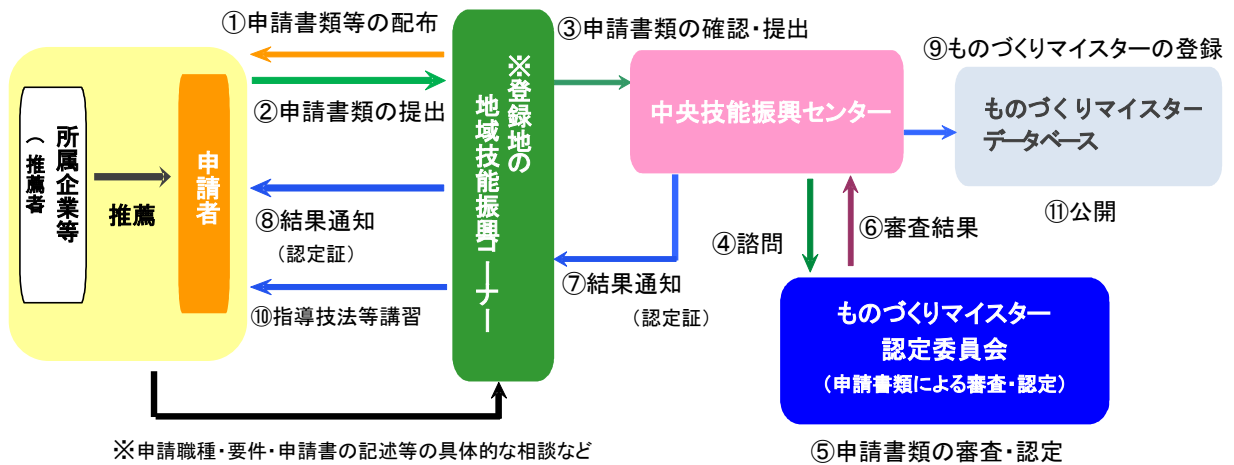 ①申請書類等の配布
②申請書類の提出
所属企業等
（推薦者
推薦
申請者
⑧結果通知
（認定証）
⑩指導技法等講習
※登録地の
地域技能振興コーナー
③申請書類の確認・提出
中央技能振興センター
⑨ものづくりマイスターの登録
ものづくりマイスター
データベース
⑪公開
④諮問
⑥審査結果
⑦結果通知
（認定証）
ものづくりマイスター
認定委員会
（申請書類による審査・認定）
⑤申請書類の審査・認定
※申請職種・要件・申請書の記述等の具体的な相談など